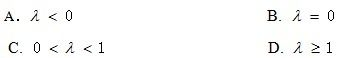 A. λ < 0 B. λ = 0
C. 0 < λ < 1 D. λ ≥ 1